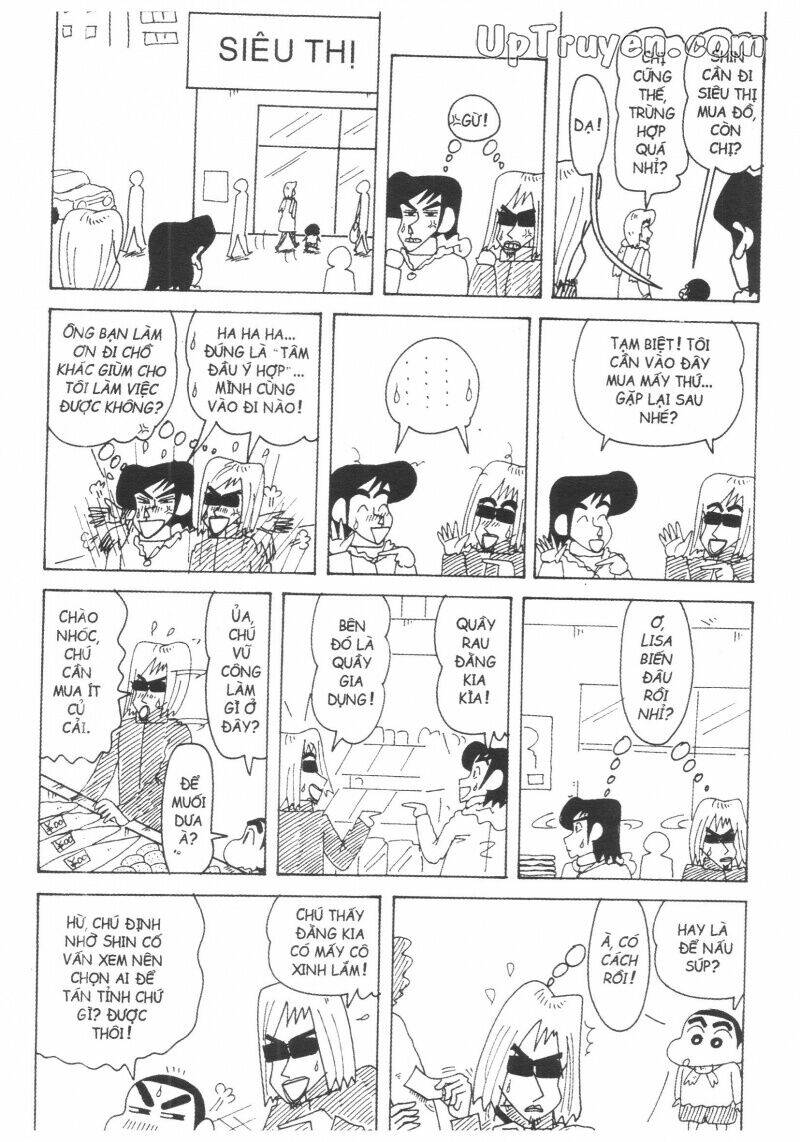 UpTruyen.com
SHIN
CẦN ĐI
SIÊU THỊ
MUA ĐỒ,
CÒN
CHỊ?
CHỊ
CŨNG
THẾ,
TRÙNG
HỢP
QUÁ
NHỈ?
DẠ!
GỪ!
SIÊU THỊ
TẠM BIỆT! TÔI
CẦN VÀO ĐÂY
MUA MẤY THỨ...
GẶP LẠI SAU
NHÉ?
HA HA HA...
ĐÚNG LÀ "TÂM
ĐẦU Ý HỢP"...
MÌNH CÙNG
VÀO ĐI NÀO!
ÔNG BẠN LÀM
ƠN ĐI CHỖ
KHÁC GIÙM CHO
TÔI LÀM VIỆC
ĐƯỢC KHÔNG?
Ơ,
LISA
BIẾN
ĐÂU
RỒI
NHỈ?
QUẦY
RAU
ĐẰNG
KIA
KÌA!
BÊN
ĐÓ LÀ
QUẦY
GIA
DỤNG!
ỦA,
CHÚ
VŨ
CÔNG
LÀM
GÌ Ở
ĐÂY?
CHÀO
NHÓC,
CHÚ
CẦN
MUA ÍT
CỦ
CẢI.
ĐỂ
MUỐI
DƯA
À?
HAY LÀ
ĐỂ NẤU
SÚP?
À, CÓ
CÁCH
RỒI!
CHÚ THẤY
ĐẰNG KIA
CÓ MẤY CÔ
XINH LẮM!
HỪ, CHÚ ĐỊNH
NHỜ SHIN CỐ
VẤN XEM NÊN
CHỌN AI ĐỂ
TÁN TỈNH CHỨ
GÌ? ĐƯỢC
THÔI!